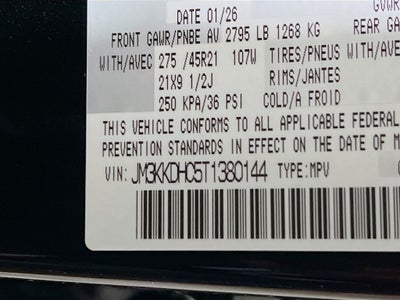 DATE 01/26 GVWR
FRONT GAWR/PNBE AV 2795 LB 1268 KG REAR GA
WITH/AVEC 275 /45R21 107W TIRES/PNEUS WITH/
21X9 1/2J RIMS/JANTES
250 KPA/36 PSI COLD/A FROID
THIS VEHICLE CONFORMS TO ALL APPLICABLE FEDERAL
PREVENTION STANDARDS IN EFFECT ON THE DATE OF M
VIN: JM3KKDHC5T1380144 TYPE:MPV